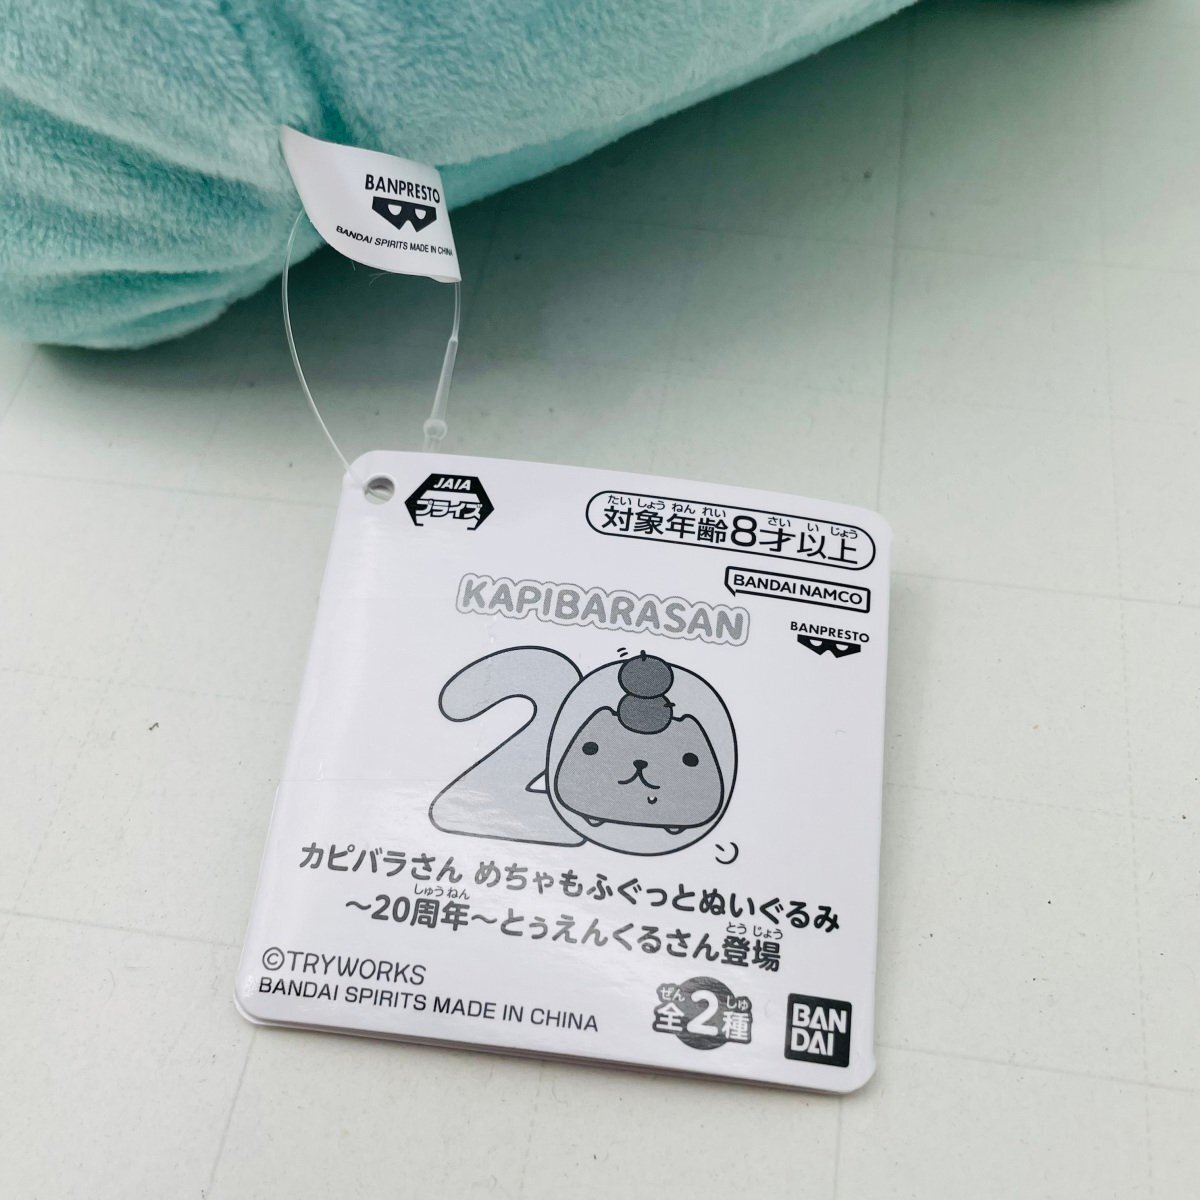 BANPRESTO
BANDAI SPIRITS MADE IN CHINA
JAIA
プライズ
たいしょうねんれい さいいじょう
対象年齢8才以上
BANDAI NAMCO
BANPRESTO
KAPIBARASAN
20
カピバラさん めちゃもふぐっとぬいぐるみ
しゅうねん とうじょう
～20周年～とぅえんくるさん登場
©TRYWORKS
BANDAI SPIRITS MADE IN CHINA
ぜん しゅ
全2種
BAN
DAI